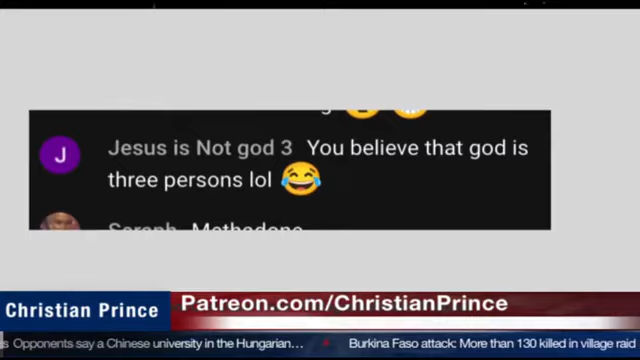 Jesus is Not god 3 You believe that god is
three persons lol 😂
Christian Prince
Patreon.com/ChristianPrince
Opponents say a Chinese university in the Hungarian… Burkina Faso attack: More than 130 killed in village raid